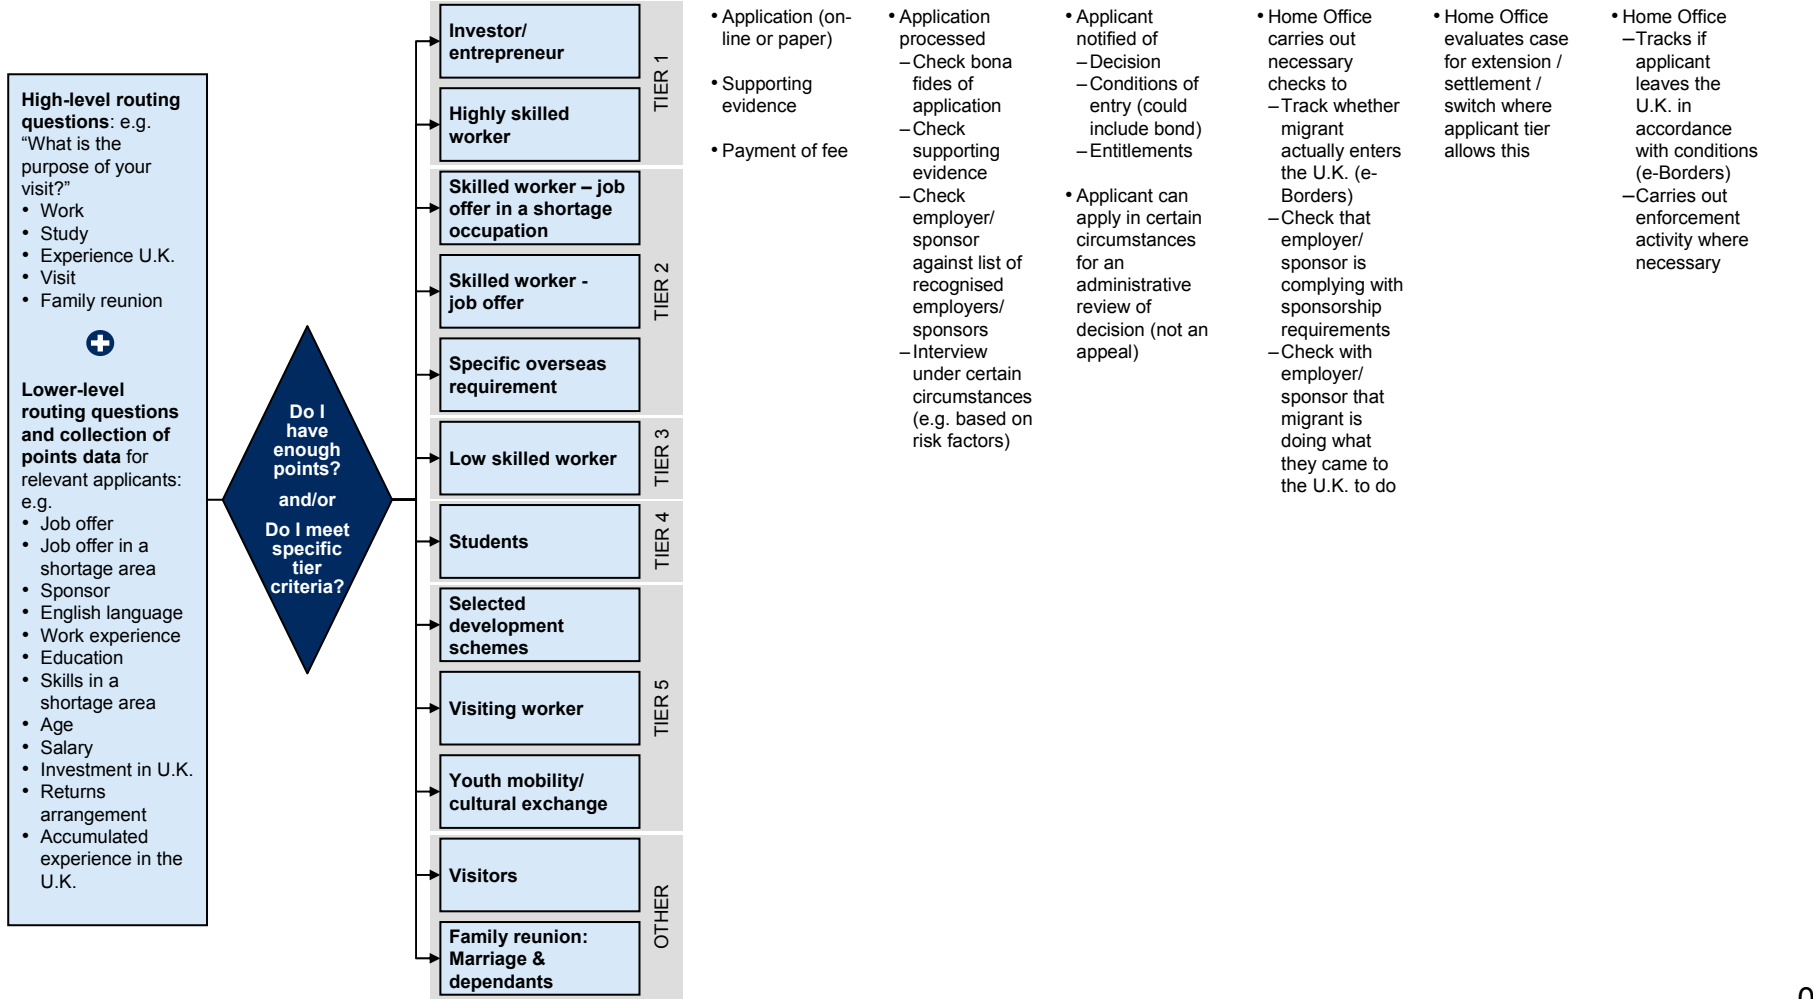 High-level routing
questions: e.g.
“What is the
purpose of your
visit?”
• Work
• Study
• Experience U.K.
• Visit
• Family reunion
Lower-level
routing questions
and collection of
points data for
relevant applicants:
e.g.
• Job offer
• Job offer in a
shortage area
• Sponsor
• English language
• Work experience
• Education
• Skills in a
shortage area
• Age
• Salary
• Investment in U.K.
• Returns
arrangement
• Accumulated
experience in the
U.K.
Do I
have
enough
points?
and/or
Do I meet
specific
tier
criteria?
Investor/
entrepreneur
Highly skilled
worker
TIER 1
Skilled worker – job
offer in a shortage
occupation
Skilled worker -
job offer
Specific overseas
requirement
TIER 2
Low skilled worker
TIER 3
Students
TIER 4
Selected
development
schemes
Visiting worker
Youth mobility/
cultural exchange
TIER 5
Visitors
Family reunion:
Marriage &
dependants
OTHER
• Application (on-
line or paper)
• Supporting
evidence
• Payment of fee
• Application
processed
–Check bona
fides of
application
–Check
supporting
evidence
–Check
employer/
sponsor
against list of
recognised
employers/
sponsors
–Interview
under certain
circumstances
(e.g. based on
risk factors)
• Applicant
notified of
–Decision
–Conditions of
entry (could
include bond)
–Entitlements
• Applicant can
apply in certain
circumstances
for an
administrative
review of
decision (not an
appeal)
• Home Office
carries out
necessary
checks to
–Track whether
migrant
actually enters
the U.K. (e-
Borders)
–Check that
employer/
sponsor is
complying with
sponsorship
requirements
–Check with
employer/
sponsor that
migrant is
doing what
they came to
the U.K. to do
• Home Office
evaluates case
for extension /
settlement /
switch where
applicant tier
allows this
• Home Office
–Tracks if
applicant
leaves the
U.K. in
accordance
with conditions
(e-Borders)
–Carries out
enforcement
activity where
necessary